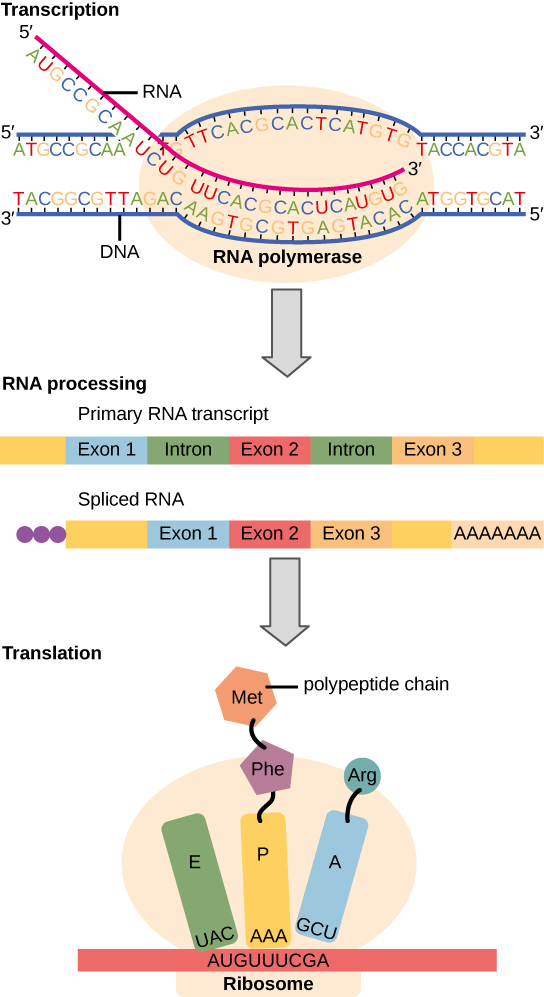 Transcription
5′
AUGCCGCAAUCUG UUCACGCACUCAUGUG
RNA
5′
ATGCCGCAA
G TTCACGCACTCATGTG
TACCACGTA
3′
3′
TACGGCGTTAGAC AAGTGCGTGAGTACAC ATGGTGCAT
3′
5′
DNA
RNA polymerase
RNA processing
Primary RNA transcript
Exon 1 Intron Exon 2 Intron Exon 3
Spliced RNA
Exon 1 Exon 2 Exon 3 AAAAAAA
Translation
Met
polypeptide chain
Phe
Arg
E P A
UAC AAA GCU
AUGUUUCGA
Ribosome